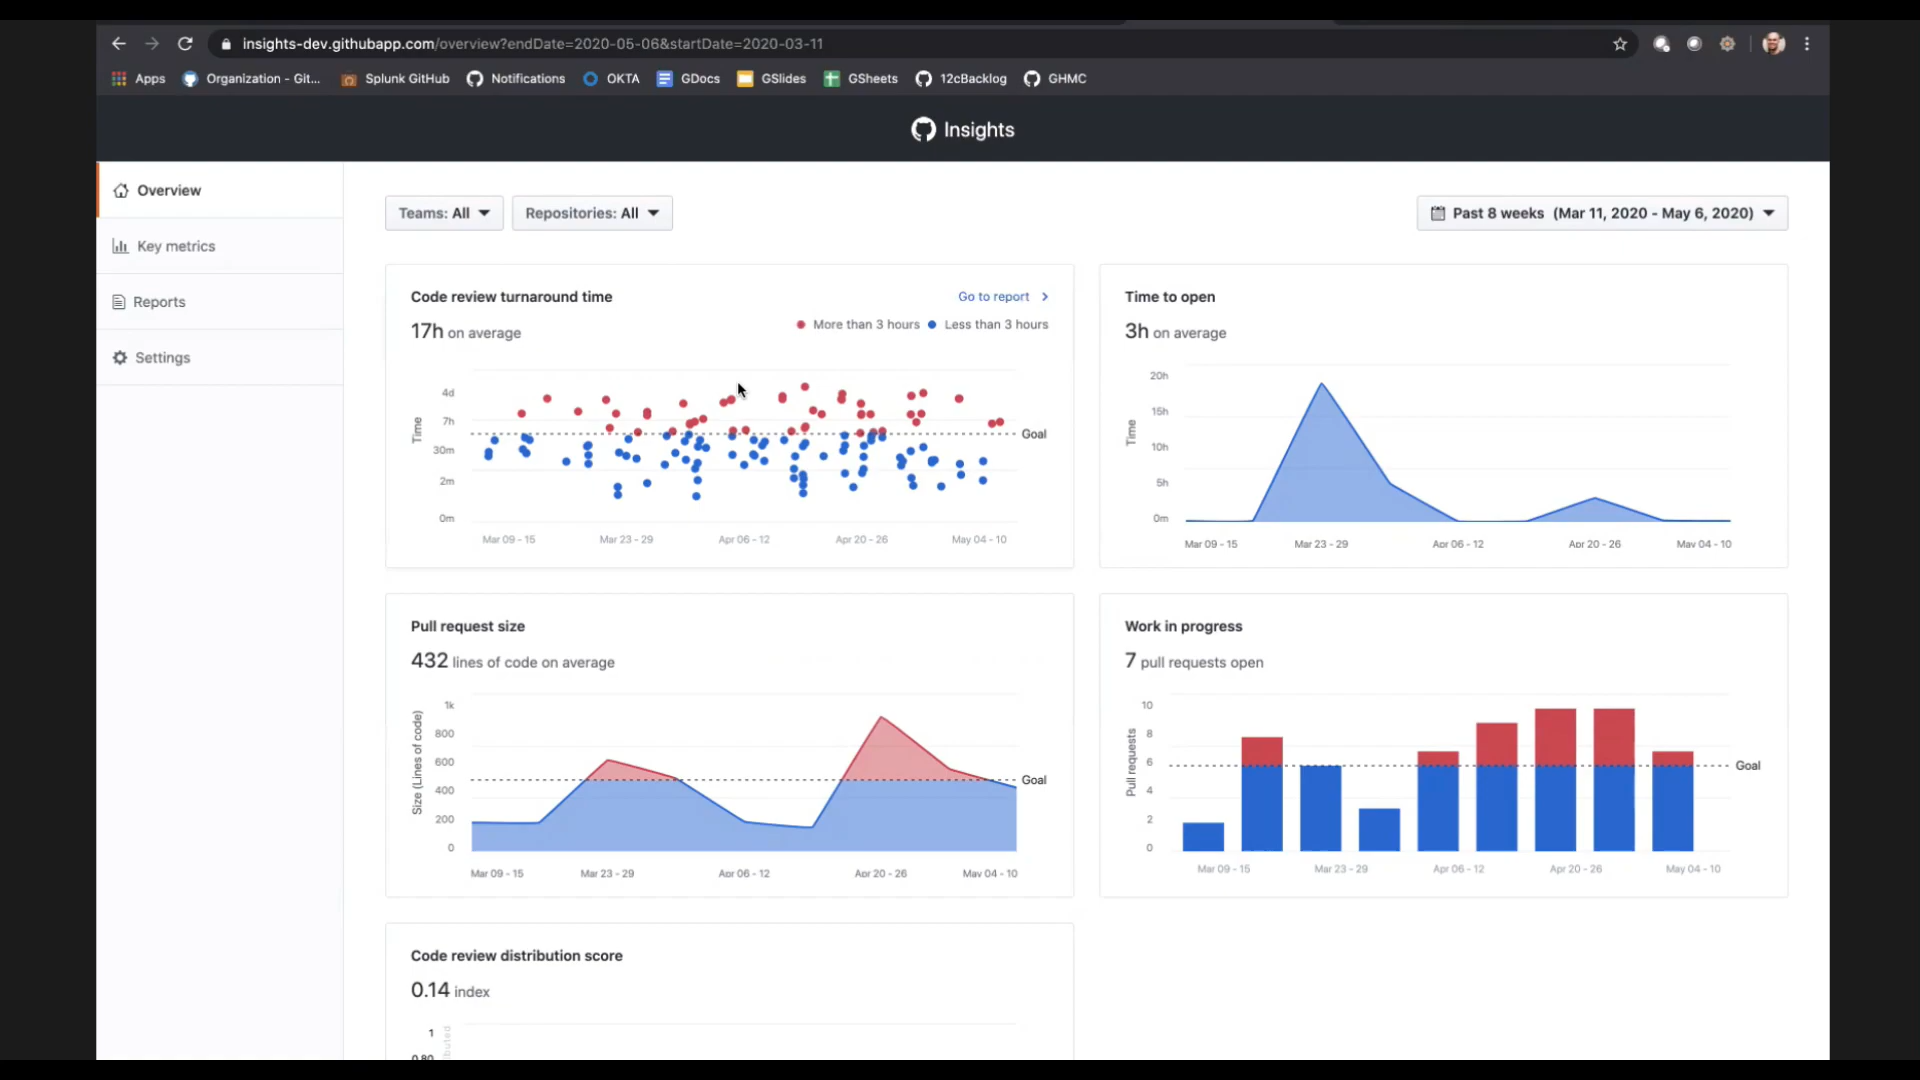 insights-dev.githubapp.com/overview?endDate=2020-05-06&startDate=2020-03-11
Apps Organization - Git... Splunk GitHub Notifications OKTA GDocs GSlides GSheets 12cBacklog GHMC
Insights
Overview
Key metrics
Reports
Settings
Teams: All Repositories: All
Past 8 weeks (Mar 11, 2020 - May 6, 2020)
Code review turnaround time
Go to report
17h on average
More than 3 hours Less than 3 hours
Time
4d
7h
30m
2m
0m
Goal
Mar 09 - 15 Mar 23 - 29 Apr 06 - 12 Apr 20 - 26 May 04 - 10
Time to open
3h on average
Time
20h
15h
10h
5h
0m
Mar 09 - 15 Mar 23 - 29 Apr 06 - 12 Apr 20 - 26 May 04 - 10
Pull request size
432 lines of code on average
Size (Lines of code)
1k
800
600
400
200
0
Goal
Mar 09 - 15 Mar 23 - 29 Apr 06 - 12 Apr 20 - 26 May 04 - 10
Work in progress
7 pull requests open
Pull requests
10
8
6
4
2
0
Goal
Mar 09 - 15 Mar 23 - 29 Apr 06 - 12 Apr 20 - 26 May 04 - 10
Code review distribution score
0.14 index
1
0.80